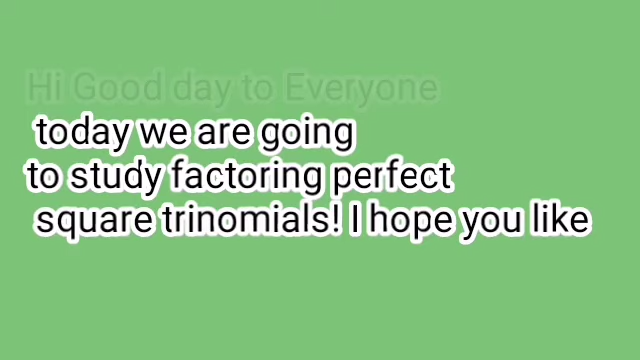 Hi Good day to Everyone
today we are going
to study factoring perfect
square trinomials! I hope you like